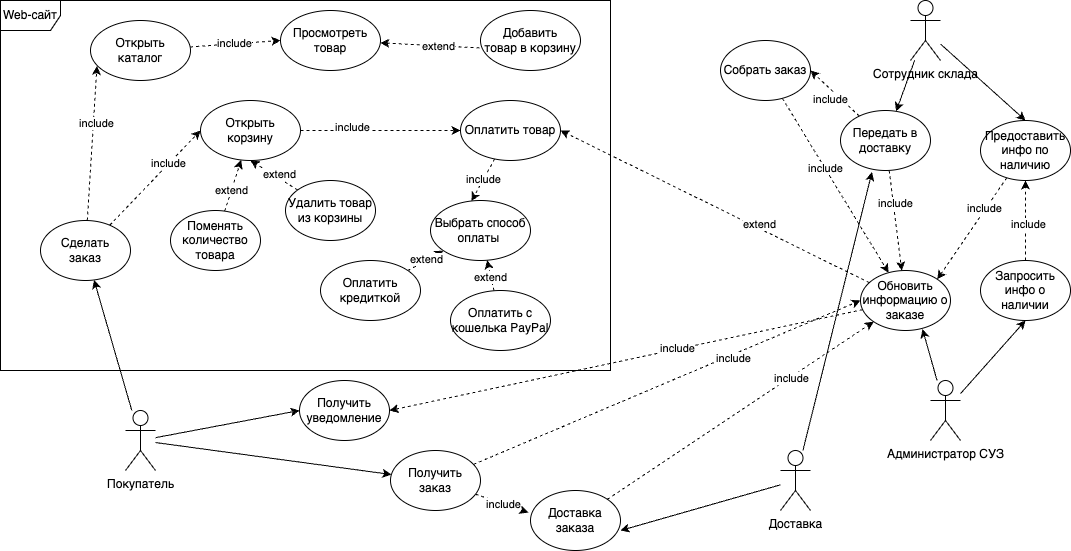 Web-сайт
Открыть
каталог
include
Просмотреть
товар
extend
Добавить
товар в корзину
Собрать заказ
Сотрудник склада
include
include
Открыть
корзину
include
Оплатить товар
Передать в
доставку
Предоставить
инфо по
наличию
include
include
extend
extend
include
include
include
include
Удалить товар
из корзины
Поменять
количество
товара
Выбрать способ
оплаты
extend
include
Сделать
заказ
extend
extend
Оплатить
кредиткой
Оплатить с
кошелька PayPal
Обновить
информацию о
заказе
Запросить
инфо о
наличии
include
include
include
Получить
уведомление
Покупатель
Получить
заказ
include
Доставка
заказа
Доставка
Администратор СУЗ